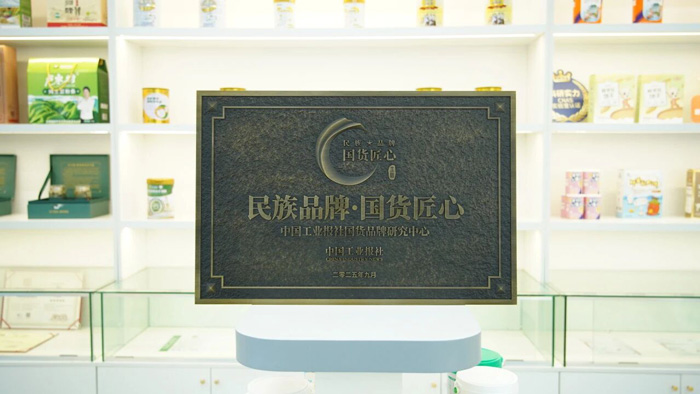 民族•品牌
国货匠心
民族品牌·国货匠心
中国工业报社国货品牌研究中心
中国工业报社
二零二五年九月